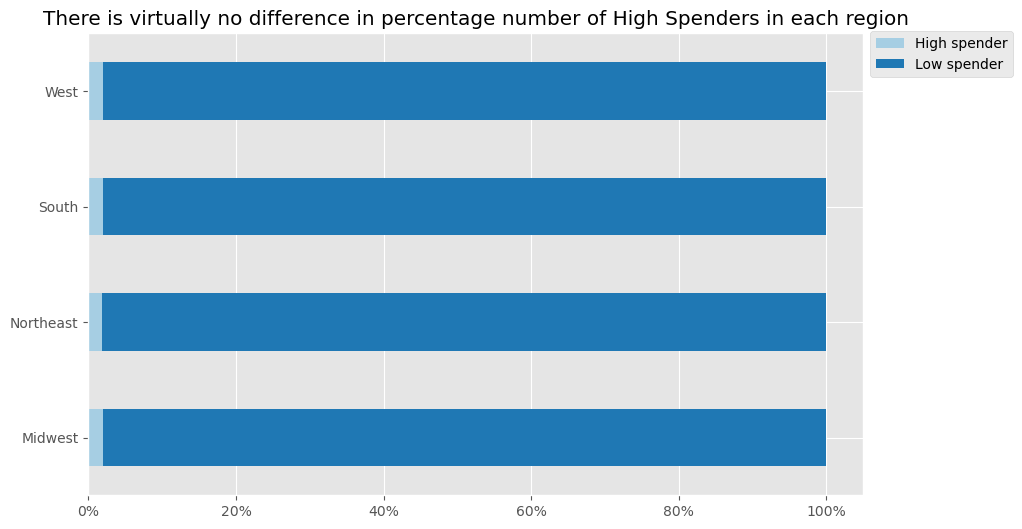 There is virtually no difference in percentage number of High Spenders in each region
High spender
Low spender
West
South
Northeast
Midwest
0%
20%
40%
60%
80%
100%